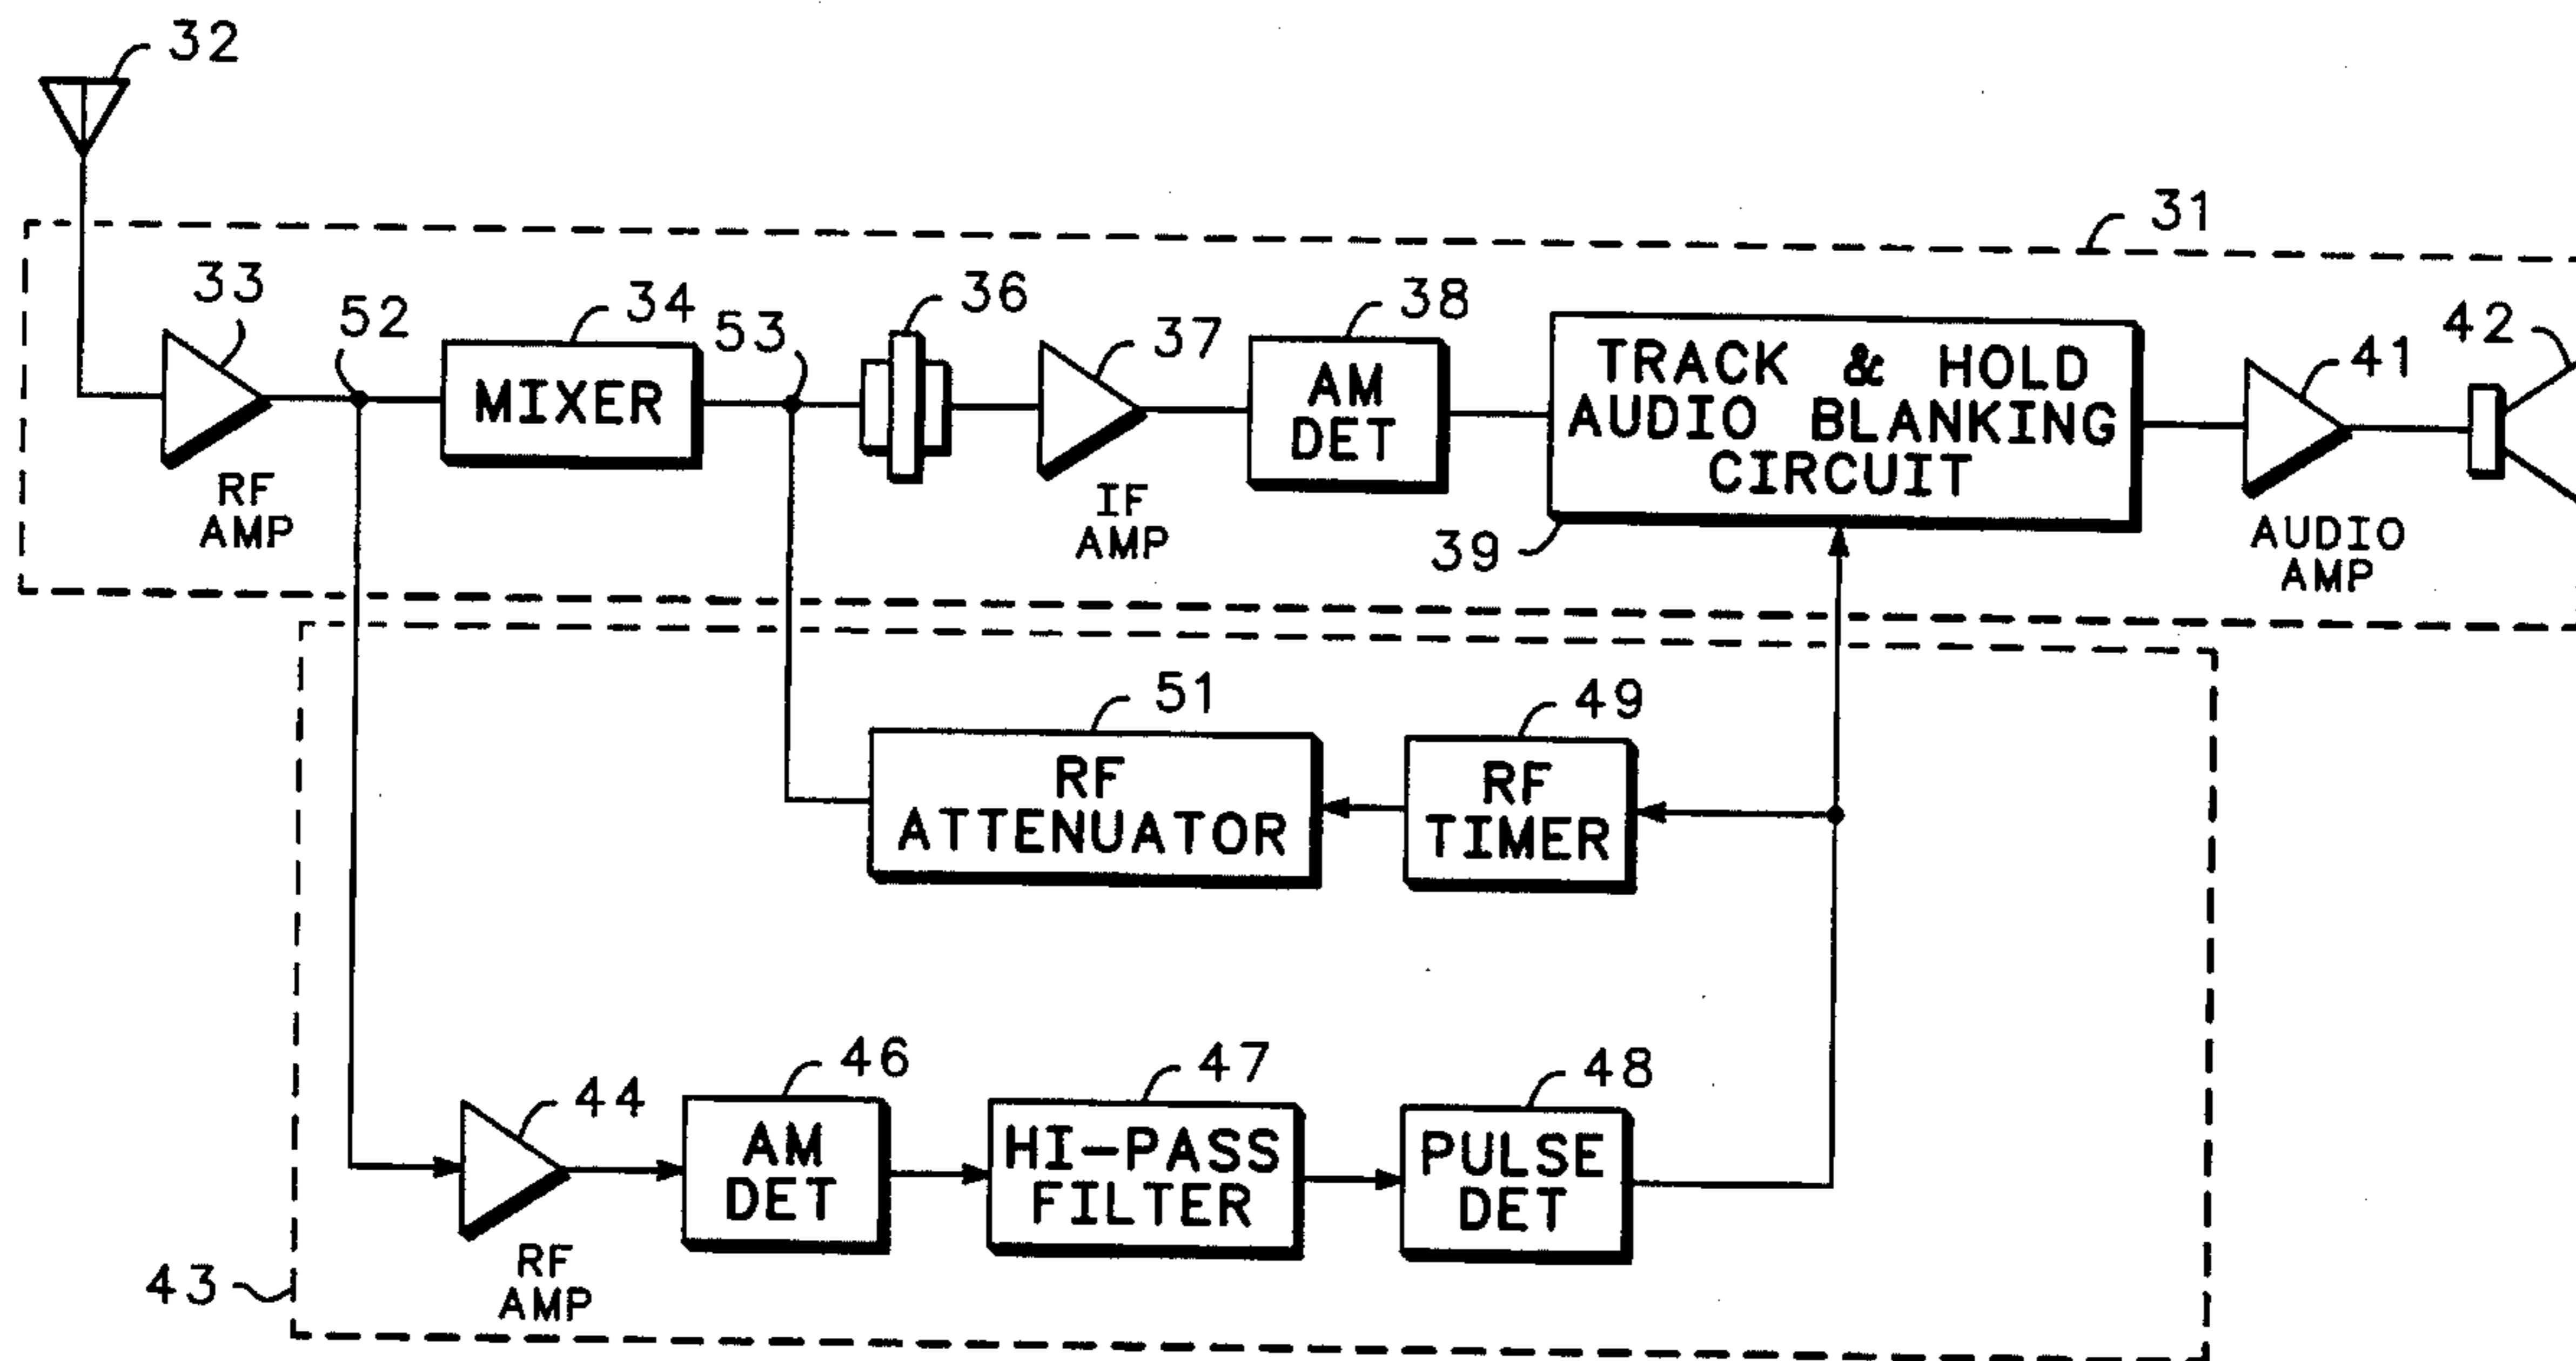 32
31
33
52
34
53
36
37
38
41
42
MIXER
AM
DET
TRACK & HOLD
AUDIO BLANKING
CIRCUIT
RF
AMP
IF
AMP
39
AUDIO
AMP
51
49
RF
ATTENUATOR
RF
TIMER
44
46
47
48
AM
DET
HI-PASS
FILTER
PULSE
DET
43
RF
AMP